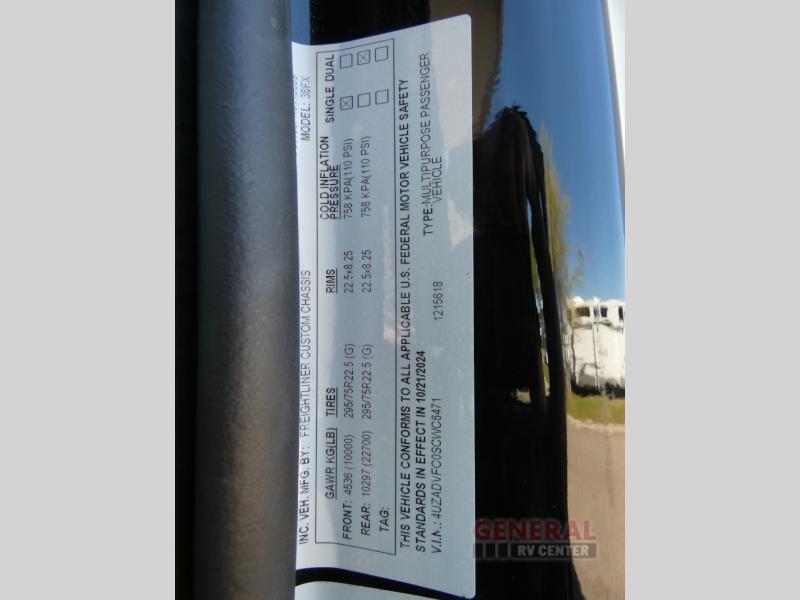 MODEL: 38FX
INC. VEH. MFG. BY: FREIGHTLINER CUSTOM CHASSIS
GAWR KG(LB) TIRES RIMS COLD INFLATION PRESSURE SINGLE DUAL
FRONT: 4536 (10000) 295/75R22.5 (G) 22.5x8.25 758 KPA(110 PSI)
REAR: 10297 (22700) 295/75R22.5 (G) 22.5x8.25 758 KPA(110 PSI)
TAG:
THIS VEHICLE CONFORMS TO ALL APPLICABLE U.S. FEDERAL MOTOR VEHICLE SAFETY
STANDARDS IN EFFECT IN 10/21/2024
V.I.N.: 4UZADVFC0SCWC6471 1215618 TYPE:MULTIPURPOSE PASSENGER
VEHICLE
GENERAL
RV CENTER